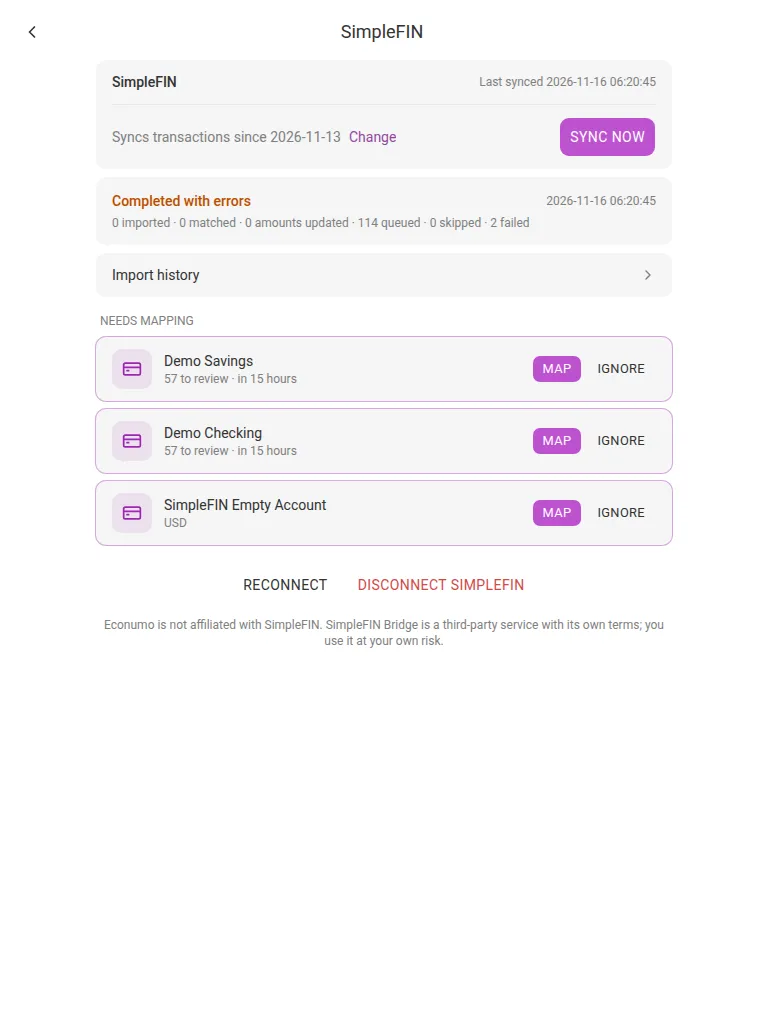 SimpleFIN
SimpleFIN
Last synced 2026-11-16 06:20:45
Syncs transactions since 2026-11-13 Change
SYNC NOW
Completed with errors
2026-11-16 06:20:45
0 imported · 0 matched · 0 amounts updated · 114 queued · 0 skipped · 2 failed
Import history
NEEDS MAPPING
Demo Savings
57 to review · in 15 hours
MAP
IGNORE
Demo Checking
57 to review · in 15 hours
MAP
IGNORE
SimpleFIN Empty Account
USD
MAP
IGNORE
RECONNECT
DISCONNECT SIMPLEFIN
Econumo is not affiliated with SimpleFIN. SimpleFIN Bridge is a third-party service with its own terms; you
use it at your own risk.